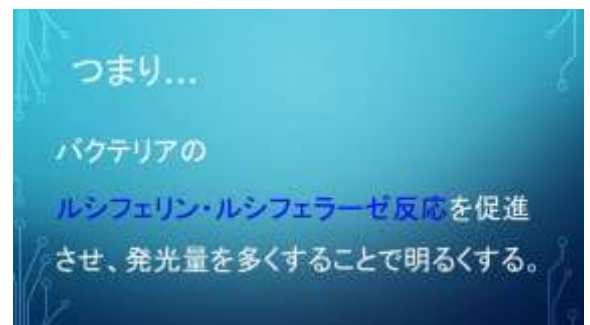 つまり…
バクテリアの
ルシフェリン・ルシフェラーゼ反応を促進
させ、発光量を多くすることで明るくする。